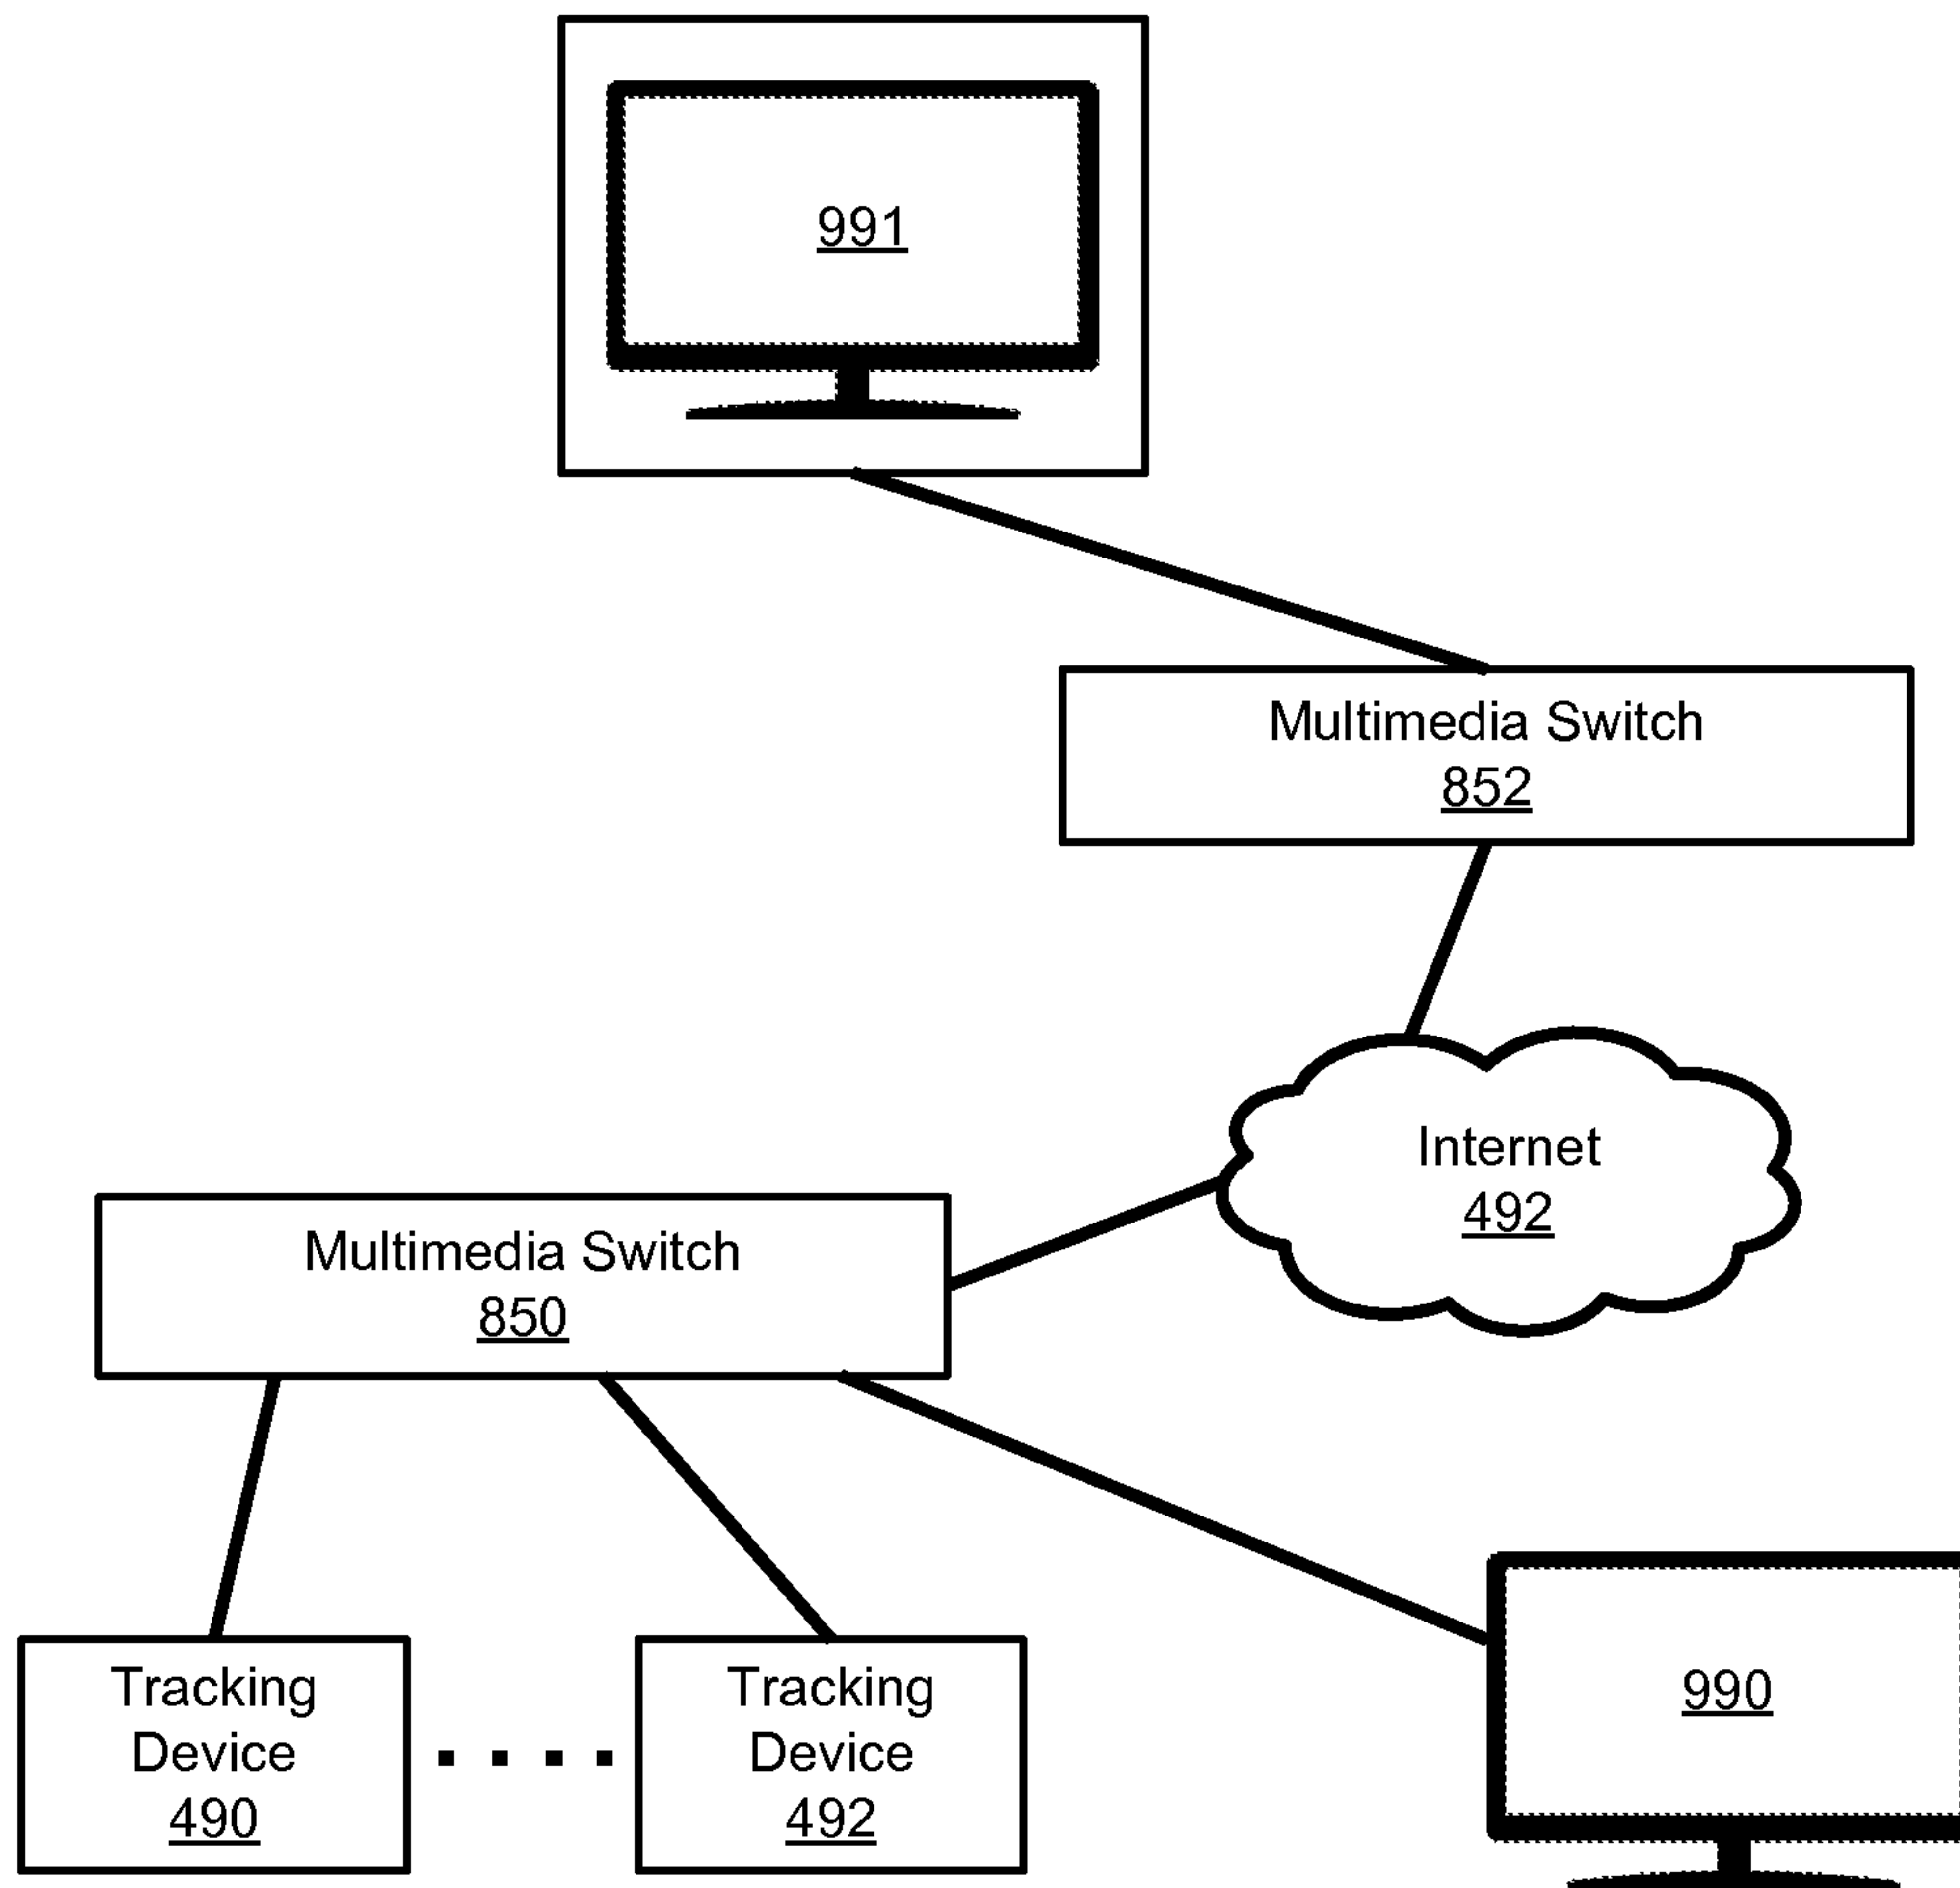 991
Multimedia Switch
852
Internet
492
Multimedia Switch
850
Tracking
Device
490
Tracking
Device
492
990